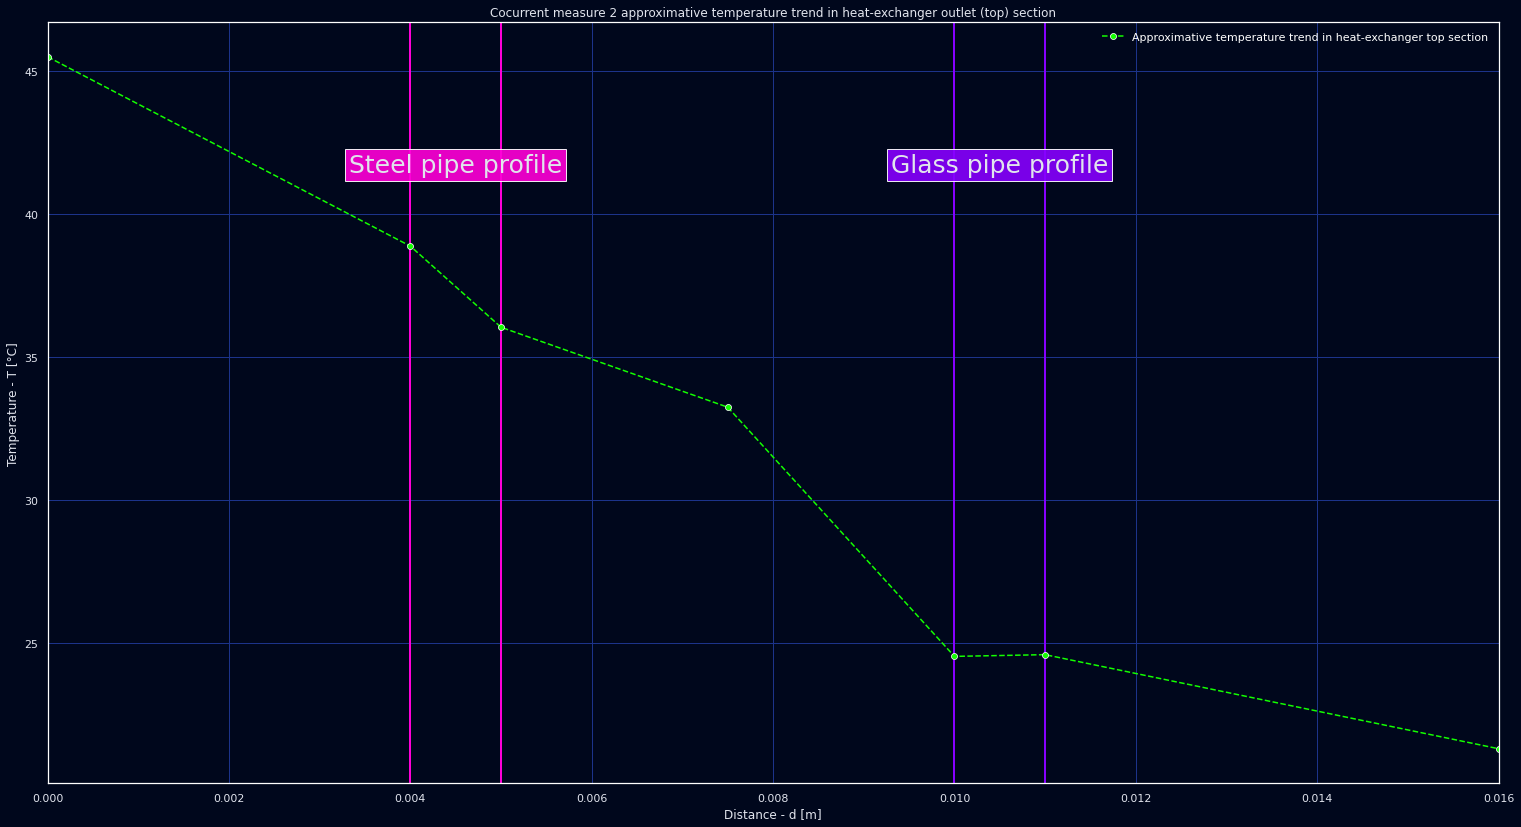 Cocurrent measure 2 approximative temperature trend in heat-exchanger outlet (top) section
Approximative temperature trend in heat-exchanger top section
45
Steel pipe profile
Glass pipe profile
40
35
Temperature - T [°C]
30
25
0.000
0.002
0.004
0.006
0.008
0.010
0.012
0.014
0.016
Distance - d [m]